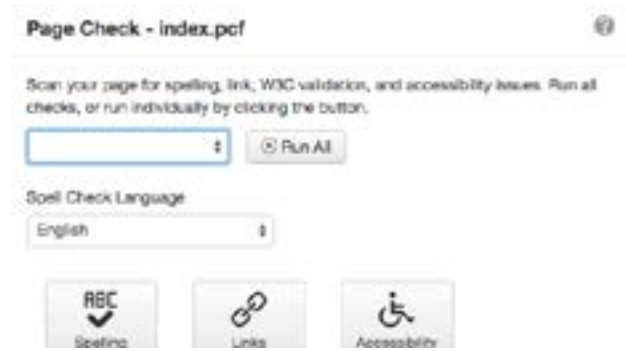 Page Check - index.pcf
Scan your page for spelling, link, W3C validation, and accessibility issues. Run all
checks, or run individually by clicking the button.
Run All
Spell Check Language
English
ABC
Spelling Links Accessibility